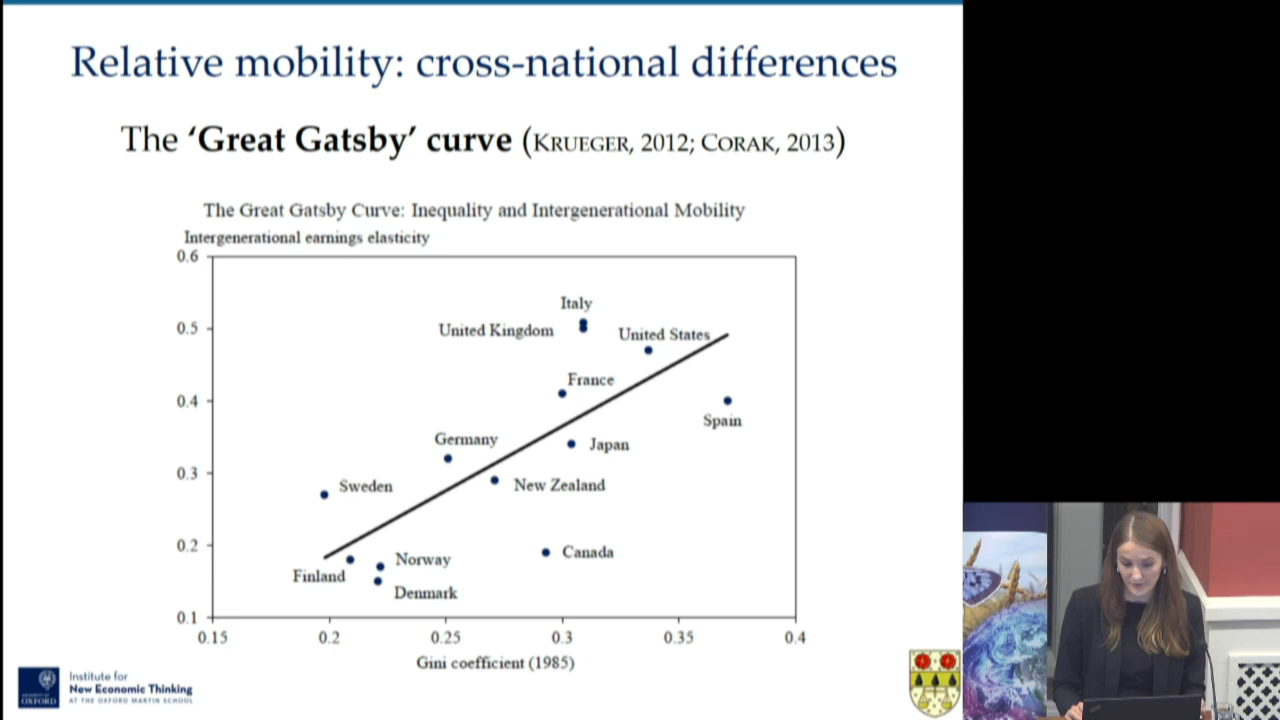 Relative mobility: cross-national differences
The 'Great Gatsby' curve (KRUEGER, 2012; CORAK, 2013)
The Great Gatsby Curve: Inequality and Intergenerational Mobility
Intergenerational earnings elasticity
0.6
Italy
0.5
United Kingdom
United States
France
0.4
Spain
Germany
Japan
0.3
Sweden
New Zealand
0.2
Norway
Canada
Finland
Denmark
0.1
0.15 0.2 0.25 0.3 0.35 0.4
Gini coefficient (1985)
UNIVERSITY OF
OXFORD
Institute for
New Economic Thinking
AT THE OXFORD MARTIN SCHOOL